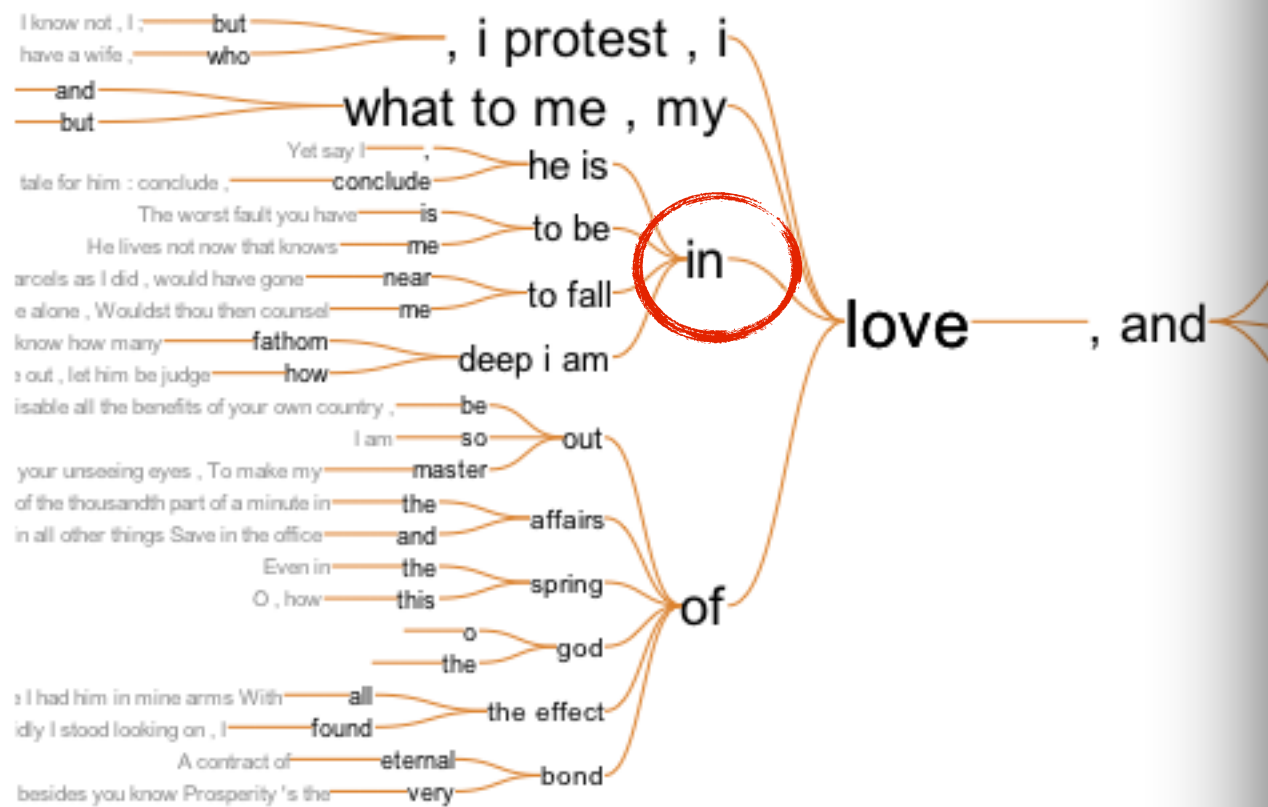 I know not , I ; but
have a wife , who
, i protest , i
and
but
what to me , my
Yet say I ,
tale for him : conclude , conclude
he is
The worst fault you have is
He lives not now that knows me
to be
in
arcels as I did , would have gone near
e alone , Wouldst thou then counsel me
to fall
know how many fathom
e out , let him be judge how
deep i am
love , and
isable all the benefits of your own country , be
I am so
your unseeing eyes , To make my master
out
of the thousandth part of a minute in the
in all other things Save in the office and
affairs
Even in the
O , how this
spring
of
o
the
god
e I had him in mine arms With all
idly I stood looking on , I found
the effect
A contract of eternal
besides you know Prosperity 's the very
bond